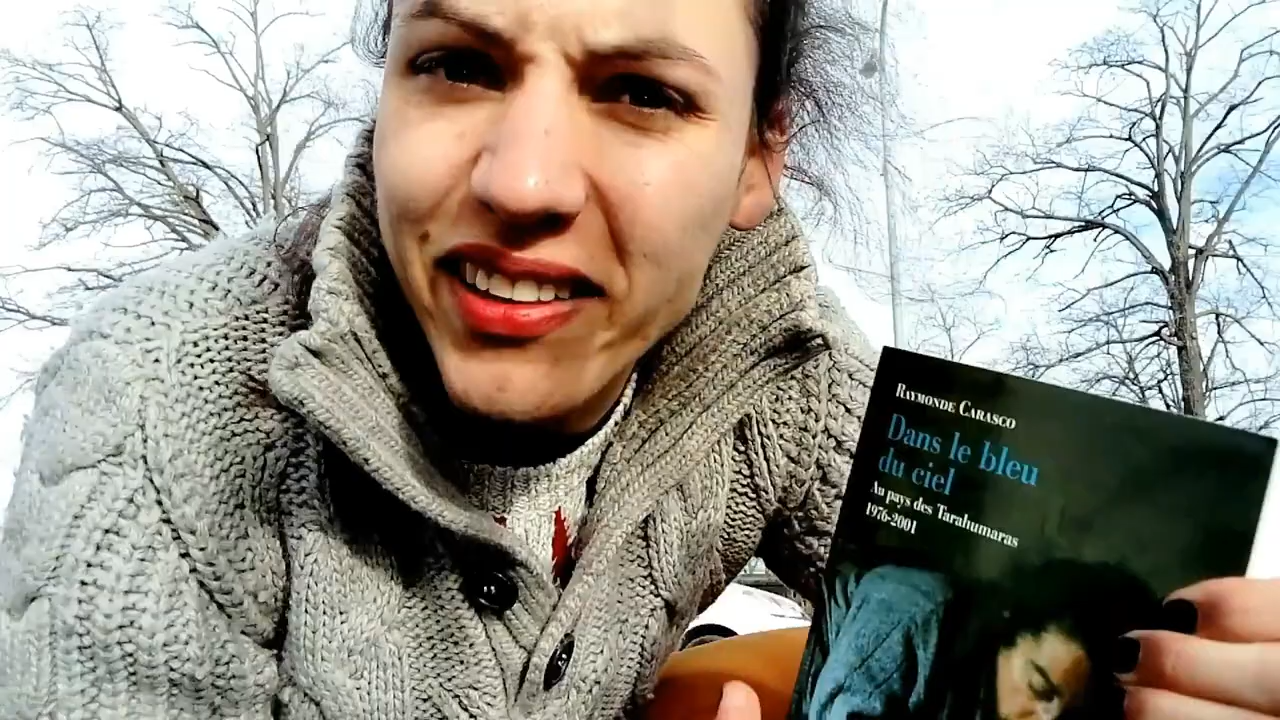 RAYMONDE CARASCO
Dans le bleu
du ciel
Au pays des Tarahumaras
1976-2001